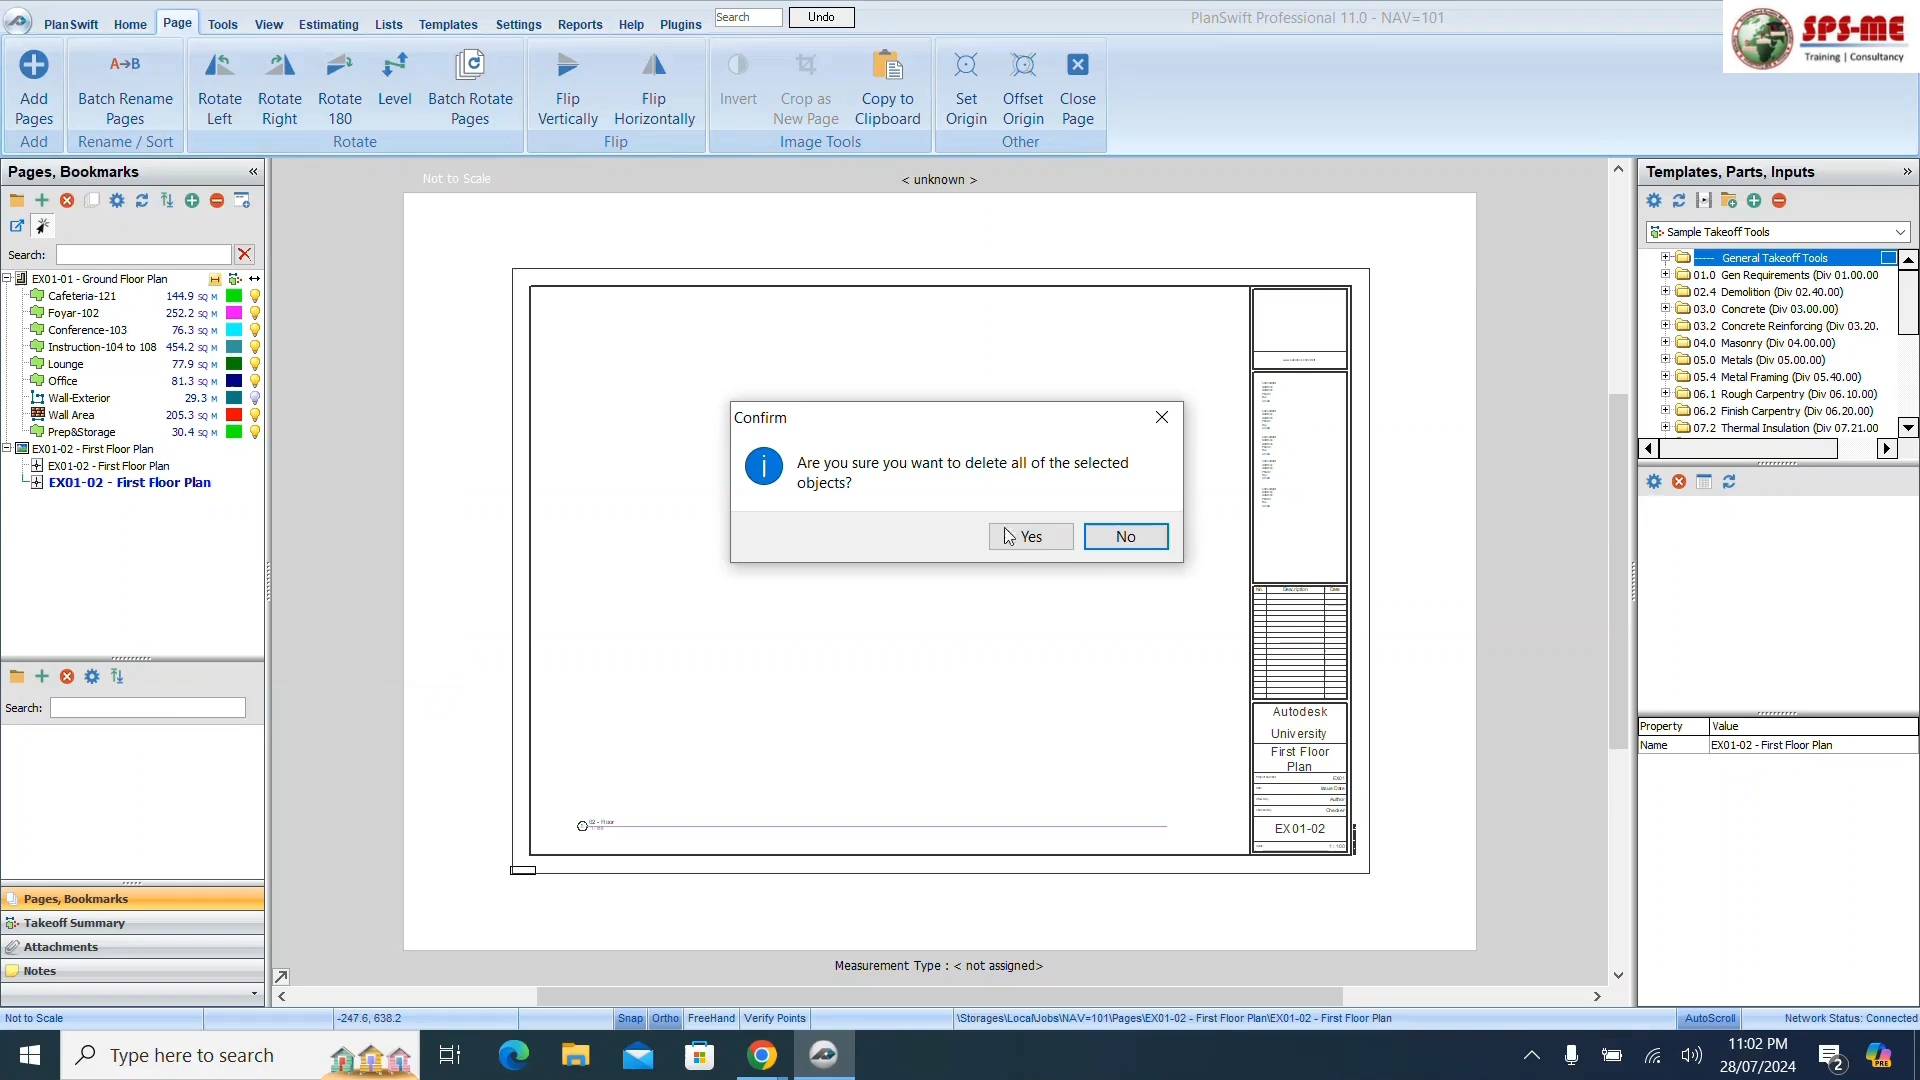 PlanSwift
Home
Page
Tools
View
Estimating
Lists
Templates
Settings
Reports
Help
Plugins
Search
Undo
PlanSwift Professional 11.0 - NAV=101
SPS-ME
Training | Consultancy
Add Pages
A→B
Batch Rename Pages
Rotate Left
Rotate Right
Rotate 180
Level
Batch Rotate Pages
Flip Vertically
Flip Horizontally
Invert
Crop as New Page
Copy to Clipboard
Set Origin
Offset Origin
Close Page
Add
Rename / Sort
Rotate
Flip
Image Tools
Other
Pages, Bookmarks
Search:
EX01-01 - Ground Floor Plan
Cafeteria-121 144.9 SQ M
Foyar-102 252.2 SQ M
Conference-103 76.3 SQ M
Instruction-104 to 108 454.2 SQ M
Lounge 77.9 SQ M
Office 81.3 SQ M
Wall-Exterior 29.3 M
Wall Area 205.3 SQ M
Prep&Storage 30.4 SQ M
EX01-02 - First Floor Plan
EX01-02 - First Floor Plan
EX01-02 - First Floor Plan
Search:
Pages, Bookmarks
Takeoff Summary
Attachments
Notes
Not to Scale
< unknown >
Confirm
Are you sure you want to delete all of the selected
objects?
Yes
No
No. Description Date
Autodesk
University
First Floor
Plan
EX01
Issue Date
Author
Checker
EX01-02
1 : 100
02 - Floor
Measurement Type : < not assigned>
Templates, Parts, Inputs
Sample Takeoff Tools
----- General Takeoff Tools
01.0 Gen Requirements (Div 01.00.00
02.4 Demolition (Div 02.40.00)
03.0 Concrete (Div 03.00.00)
03.2 Concrete Reinforcing (Div 03.20.
04.0 Masonry (Div 04.00.00)
05.0 Metals (Div 05.00.00)
05.4 Metal Framing (Div 05.40.00)
06.1 Rough Carpentry (Div 06.10.00)
06.2 Finish Carpentry (Div 06.20.00)
07.2 Thermal Insulation (Div 07.21.00
Property Value
Name EX01-02 - First Floor Plan
Not to Scale
-247.6, 638.2
Snap
Ortho
FreeHand
Verify Points
\Storages\Local\Jobs\NAV=101\Pages\EX01-02 - First Floor Plan\EX01-02 - First Floor Plan
AutoScroll
Network Status: Connected
Type here to search
11:02 PM
28/07/2024
2
PRE